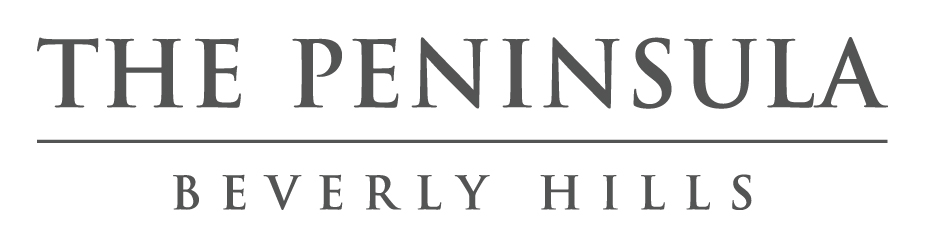 THE PENINSULA
BEVERLY HILLS